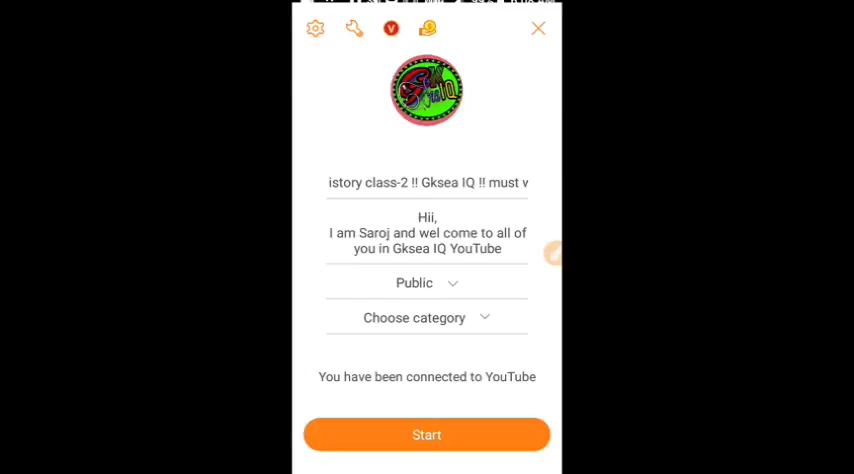 istory class-2 !! Gksea IQ !! must
Hii,
I am Saroj and wel come to all of
you in Gksea IQ YouTube
Public
Choose category
You have been connected to YouTube
Start